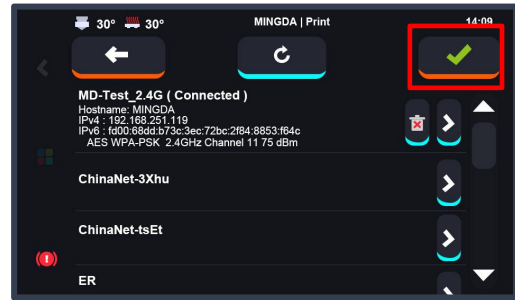 30° 30° MINGDA | Print 14:09
MD-Test_2.4G ( Connected )
Hostname: MINGDA
IPv4 : 192.168.251.119
IPv6 : fd00:68dd:b73c:3ec:72bc:2f84:8853:f64c
AES WPA-PSK 2.4GHz Channel 11 75 dBm
ChinaNet-3Xhu
ChinaNet-tsEt
ER